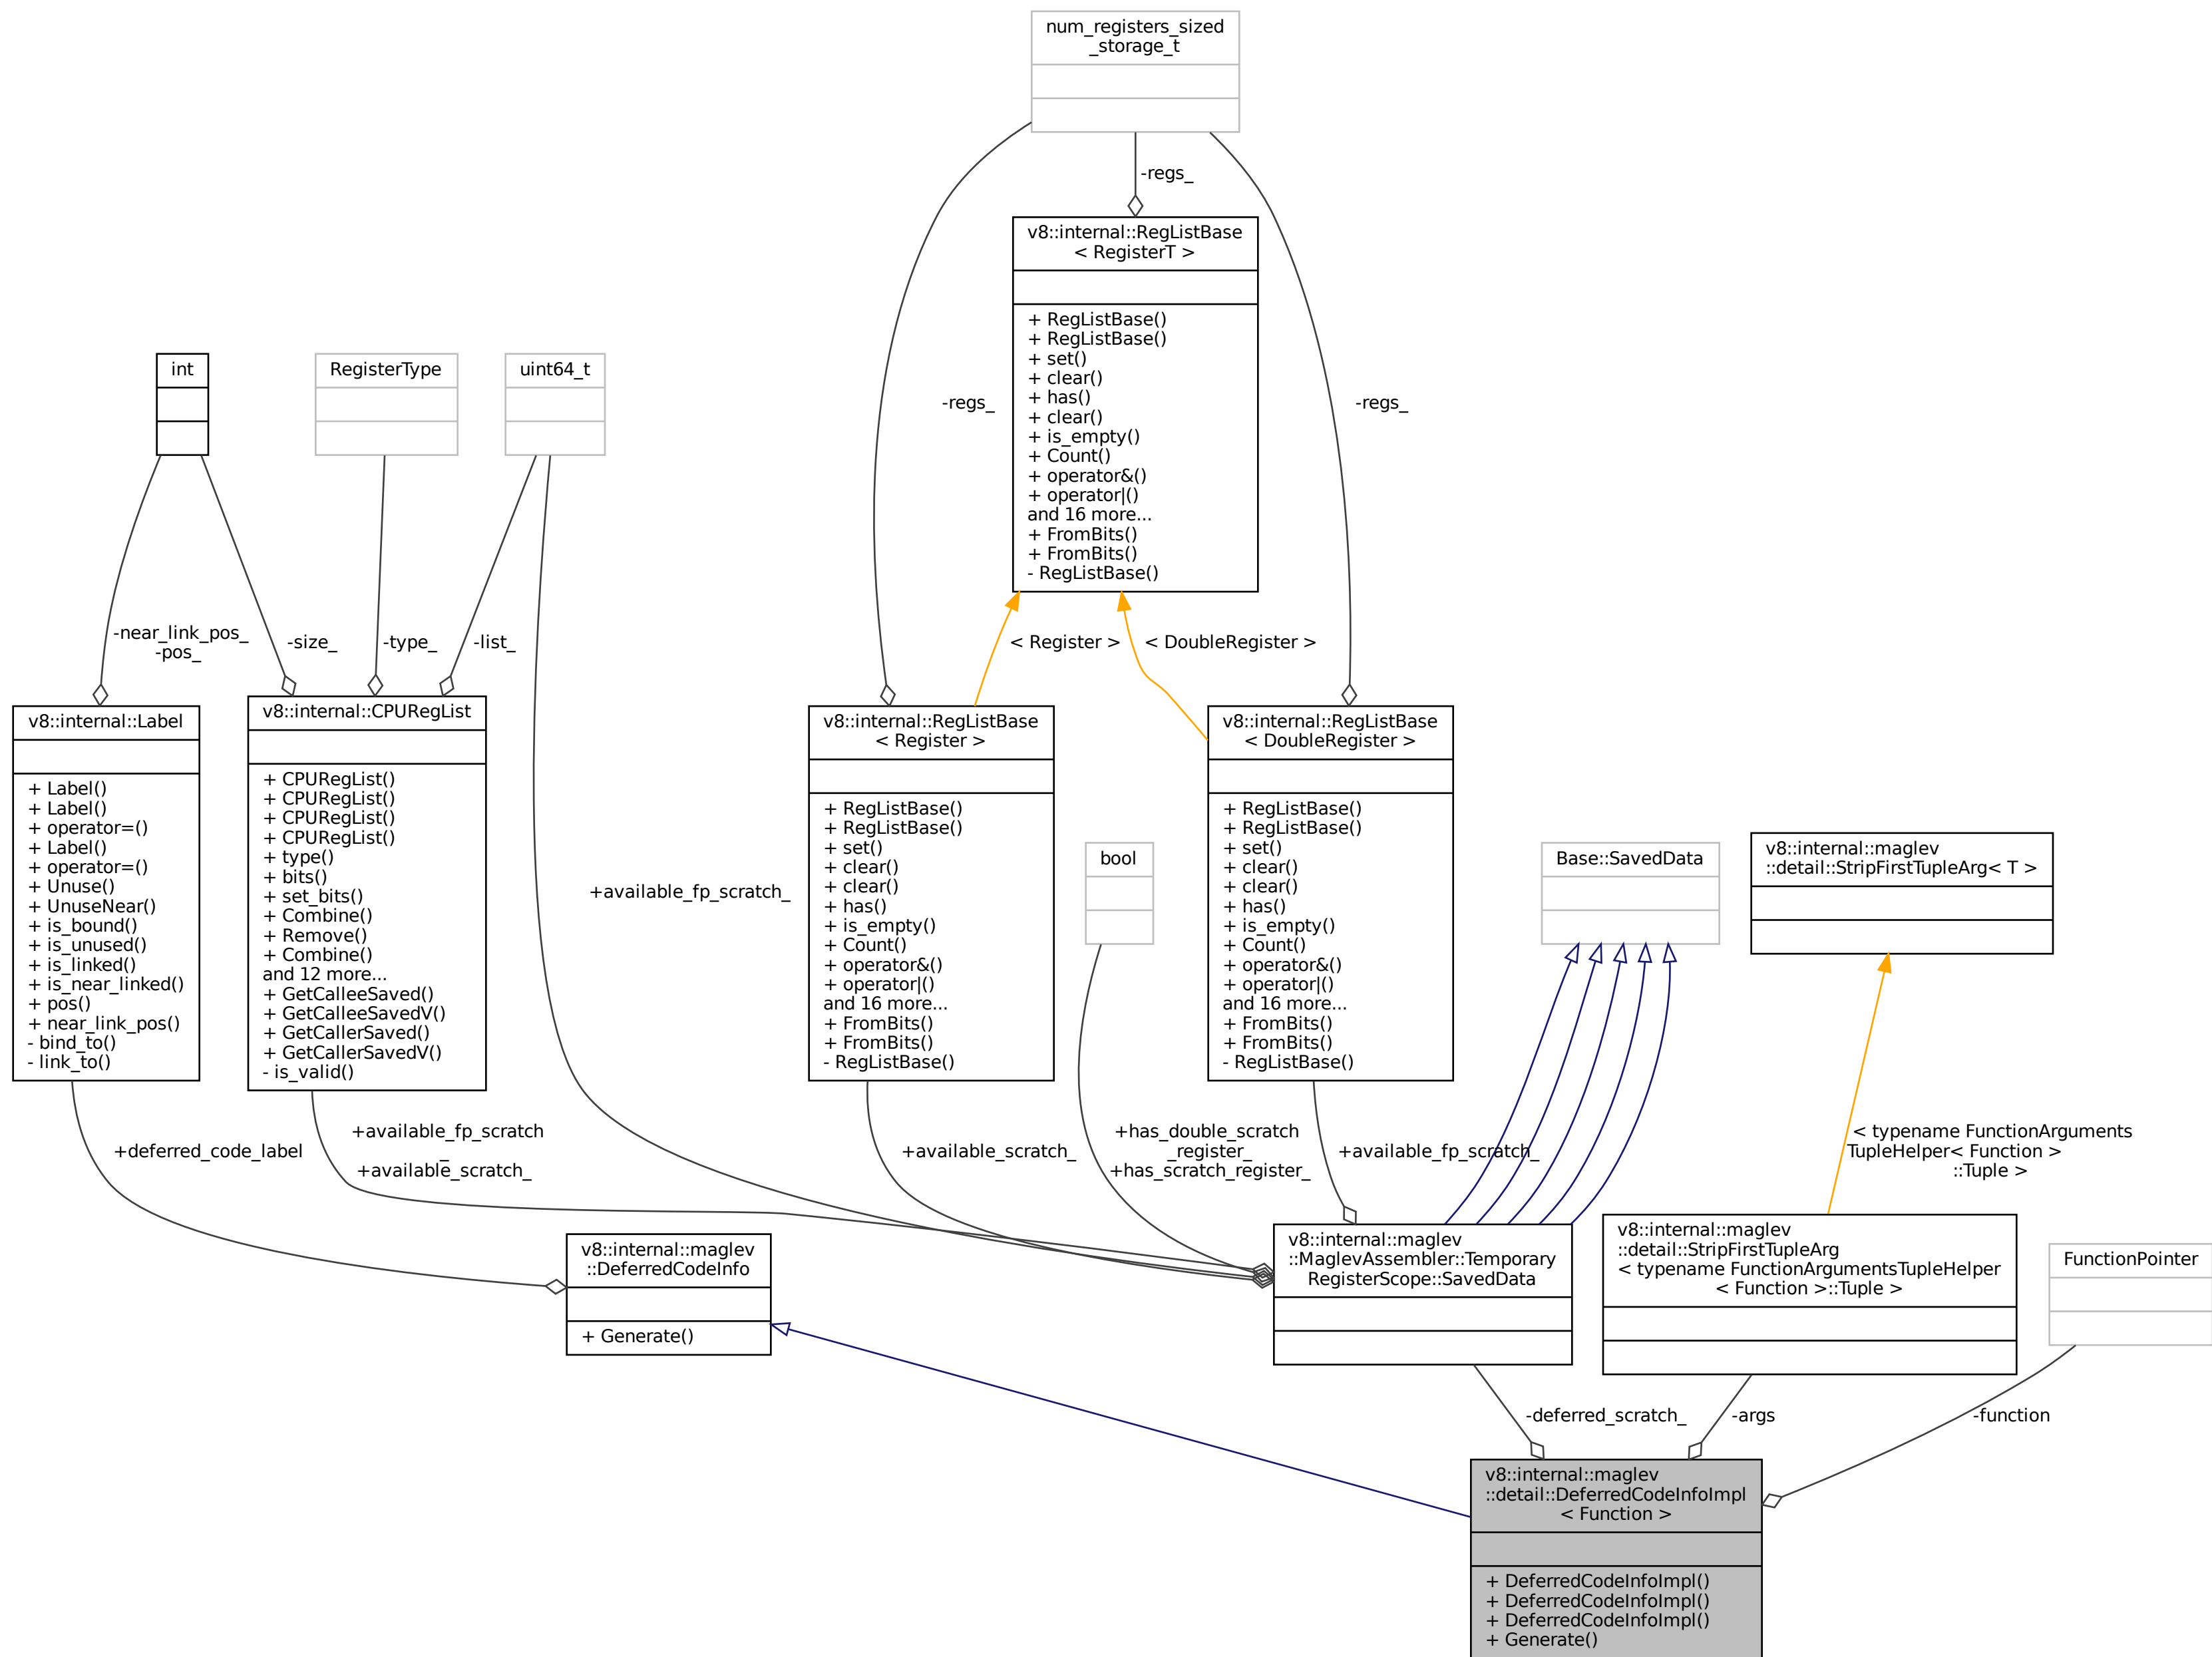 num_registers_sized
_storage_t
-regs_
v8::internal::RegListBase
< RegisterT >
+ RegListBase()
+ RegListBase()
+ set()
+ clear()
+ has()
+ clear()
+ is_empty()
+ Count()
+ operator&()
+ operator|()
and 16 more...
+ FromBits()
+ FromBits()
- RegListBase()
int
RegisterType
uint64_t
-regs_
-regs_
-near_link_pos_
-pos_
-size_
-type_
-list_
< Register >
< DoubleRegister >
v8::internal::Label
+ Label()
+ Label()
+ operator=()
+ Label()
+ operator=()
+ Unuse()
+ UnuseNear()
+ is_bound()
+ is_unused()
+ is_linked()
+ is_near_linked()
+ pos()
+ near_link_pos()
- bind_to()
- link_to()
v8::internal::CPURegList
+ CPURegList()
+ CPURegList()
+ CPURegList()
+ CPURegList()
+ type()
+ bits()
+ set_bits()
+ Combine()
+ Remove()
+ Combine()
and 12 more...
+ GetCalleeSaved()
+ GetCalleeSavedV()
+ GetCallerSaved()
+ GetCallerSavedV()
- is_valid()
+available_fp_scratch_
v8::internal::RegListBase
< Register >
+ RegListBase()
+ RegListBase()
+ set()
+ clear()
+ clear()
+ has()
+ is_empty()
+ Count()
+ operator&()
+ operator|()
and 16 more...
+ FromBits()
+ FromBits()
- RegListBase()
bool
v8::internal::RegListBase
< DoubleRegister >
+ RegListBase()
+ RegListBase()
+ set()
+ clear()
+ clear()
+ has()
+ is_empty()
+ Count()
+ operator&()
+ operator|()
and 16 more...
+ FromBits()
+ FromBits()
- RegListBase()
Base::SavedData
v8::internal::maglev
::detail::StripFirstTupleArg< T >
+deferred_code_label
+available_fp_scratch
_
+available_scratch_
+available_scratch_
+has_double_scratch
_register_
+has_scratch_register_
+available_fp_scratch_
< typename FunctionArguments
TupleHelper< Function >
::Tuple >
v8::internal::maglev
::DeferredCodeInfo
+ Generate()
v8::internal::maglev
::MaglevAssembler::Temporary
RegisterScope::SavedData
v8::internal::maglev
::detail::StripFirstTupleArg
< typename FunctionArgumentsTupleHelper
< Function >::Tuple >
FunctionPointer
-deferred_scratch_
-args
-function
v8::internal::maglev
::detail::DeferredCodeInfoImpl
< Function >
+ DeferredCodeInfoImpl()
+ DeferredCodeInfoImpl()
+ DeferredCodeInfoImpl()
+ Generate()